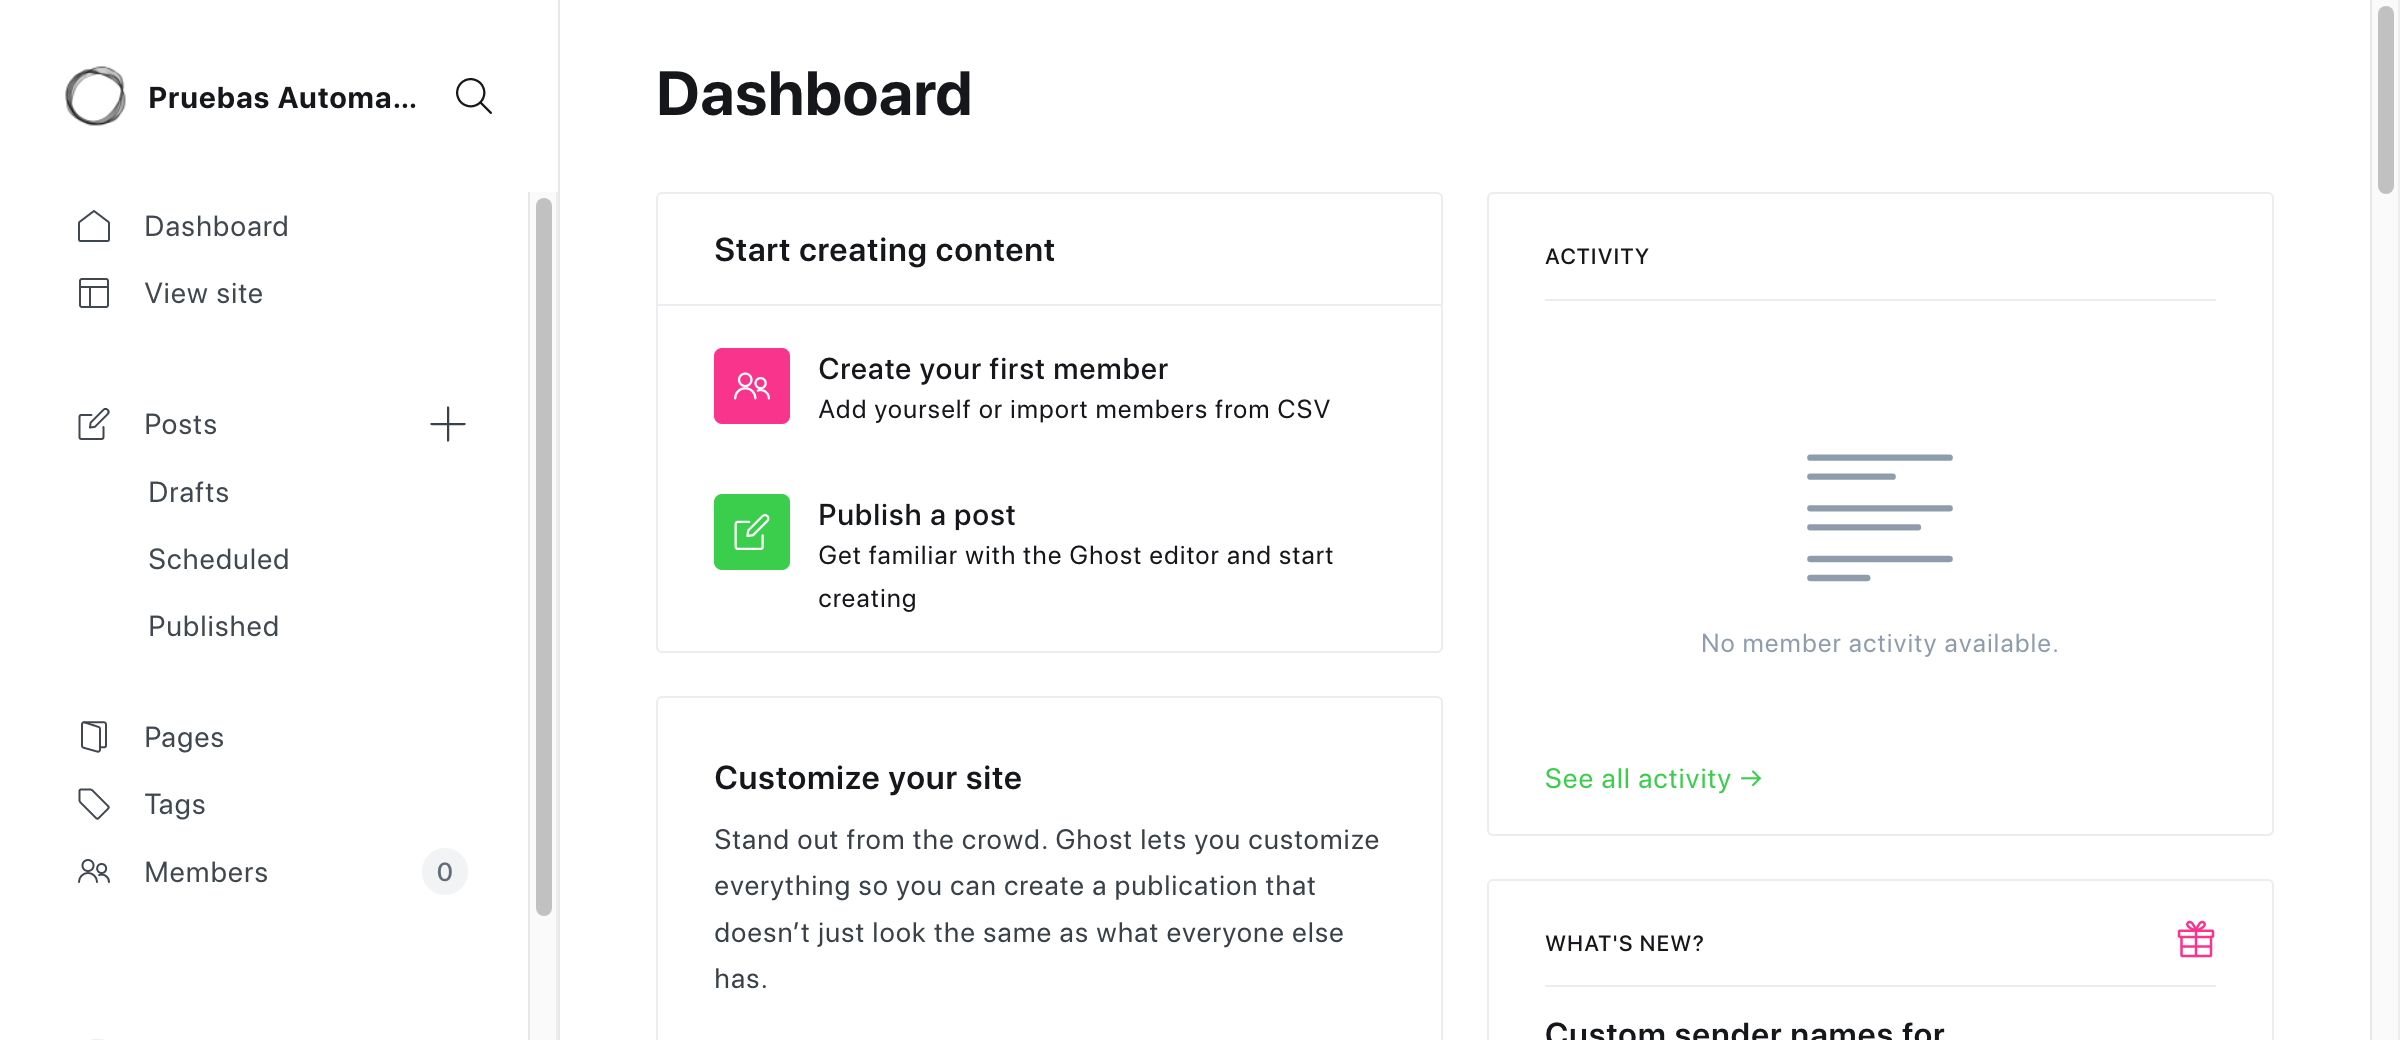 Pruebas Automa...
Dashboard
View site
Posts
Drafts
Scheduled
Published
Pages
Tags
Members
0
Dashboard
Start creating content
Create your first member
Add yourself or import members from CSV
Publish a post
Get familiar with the Ghost editor and start
creating
Customize your site
Stand out from the crowd. Ghost lets you customize
everything so you can create a publication that
doesn’t just look the same as what everyone else
has.
ACTIVITY
No member activity available.
See all activity →
WHAT'S NEW?
Custom sender names for